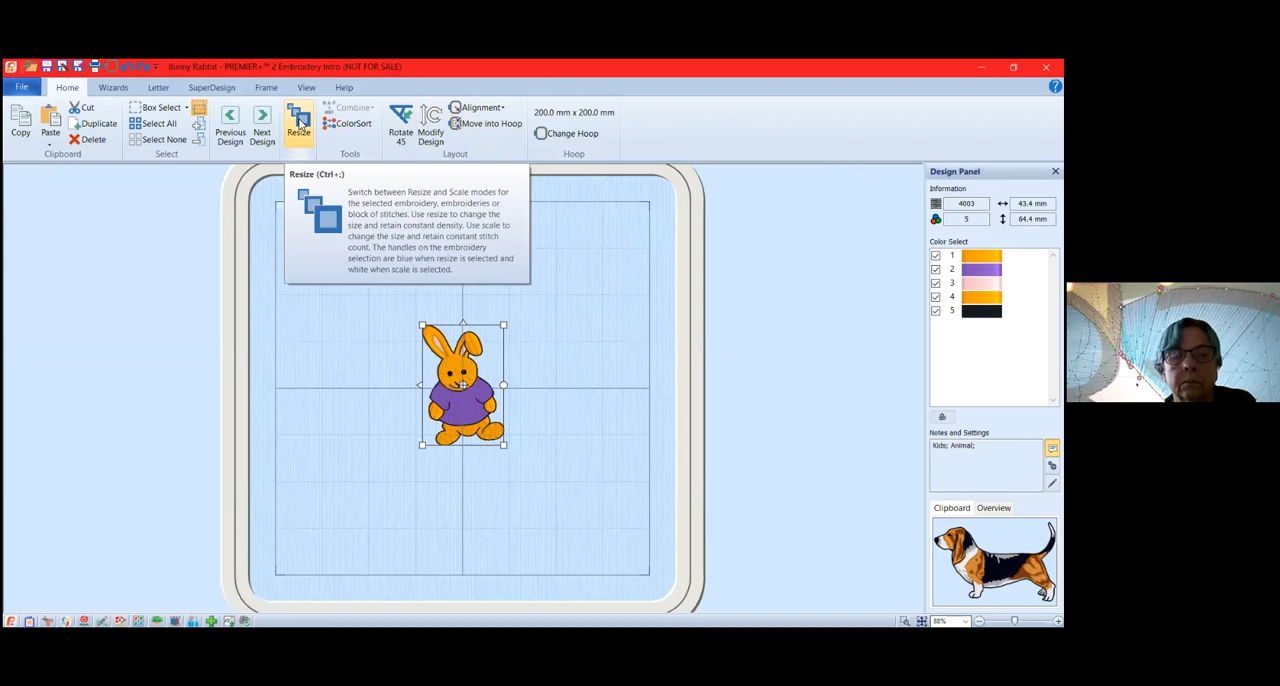 Bunny Rabbit - PREMIER+™ 2 Embroidery Intro (NOT FOR SALE)
File Home Wizards Letter SuperDesign Frame View Help
Copy
Paste
Cut
Duplicate
Delete
Clipboard
Box Select
Select All
Select None
Select
Previous Design
Next Design
Resize
Combine
ColorSort
Tools
Rotate 45
Modify Design
Alignment
Move into Hoop
Layout
200.0 mm x 200.0 mm
Change Hoop
Hoop
Resize (Ctrl+;)
Switch between Resize and Scale modes for
the selected embroidery, embroideries or
block of stitches. Use resize to change the
size and retain constant density. Use scale to
change the size and retain constant stitch
count. The handles on the embroidery
selection are blue when resize is selected and
white when scale is selected.
Design Panel
Information
4003 43.4 mm
5 64.4 mm
Color Select
1
2
3
4
5
Notes and Settings
Kids; Animal;
Clipboard Overview
88%